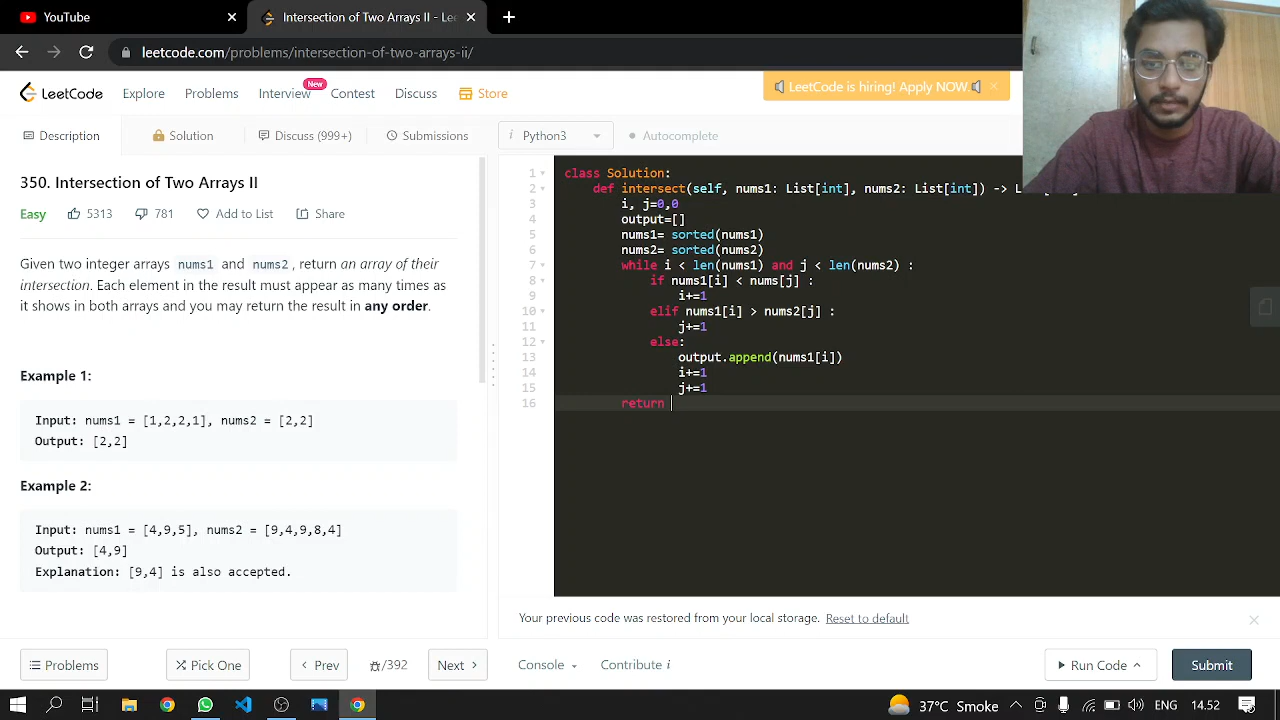 YouTube
Intersection of Two Arrays II - Le
leetcode.com/problems/intersection-of-two-arrays-ii/
LeetCode
Explore
Problems
Interview
New
Contest
Discuss
Store
LeetCode is hiring! Apply NOW.
Description
Solution
Discuss (999+)
Submissions
i Python3
Autocomplete
350. Intersection of Two Arrays II
Easy
3313
781
Add to List
Share
Given two integer arrays nums1 and nums2, return an array of their
intersection. Each element in the result must appear as many times as
it shows in both arrays and you may return the result in any order.
Example 1:
Input: nums1 = [1,2,2,1], nums2 = [2,2]
Output: [2,2]
Example 2:
Input: nums1 = [4,9,5], nums2 = [9,4,9,8,4]
Output: [4,9]
Explanation: [9,4] is also accepted.
1 class Solution:
2 def intersect(self, nums1: List[int], nums2: List[int]) ->
3 i, j=0,0
4 output=[]
5 nums1= sorted(nums1)
6 nums2= sorted(nums2)
7 while i < len(nums1) and j < len(nums2) :
8 if nums1[i] < nums[j] :
9 i+=1
10 elif nums1[i] > nums2[j] :
11 j+=1
12 else:
13 output.append(nums1[i])
14 i+=1
15 j+=1
16 return
Your previous code was restored from your local storage. Reset to default
Problems
Pick One
Prev
/392
Next
Console
Contribute i
Run Code
Submit
37°C Smoke
ENG
14.52